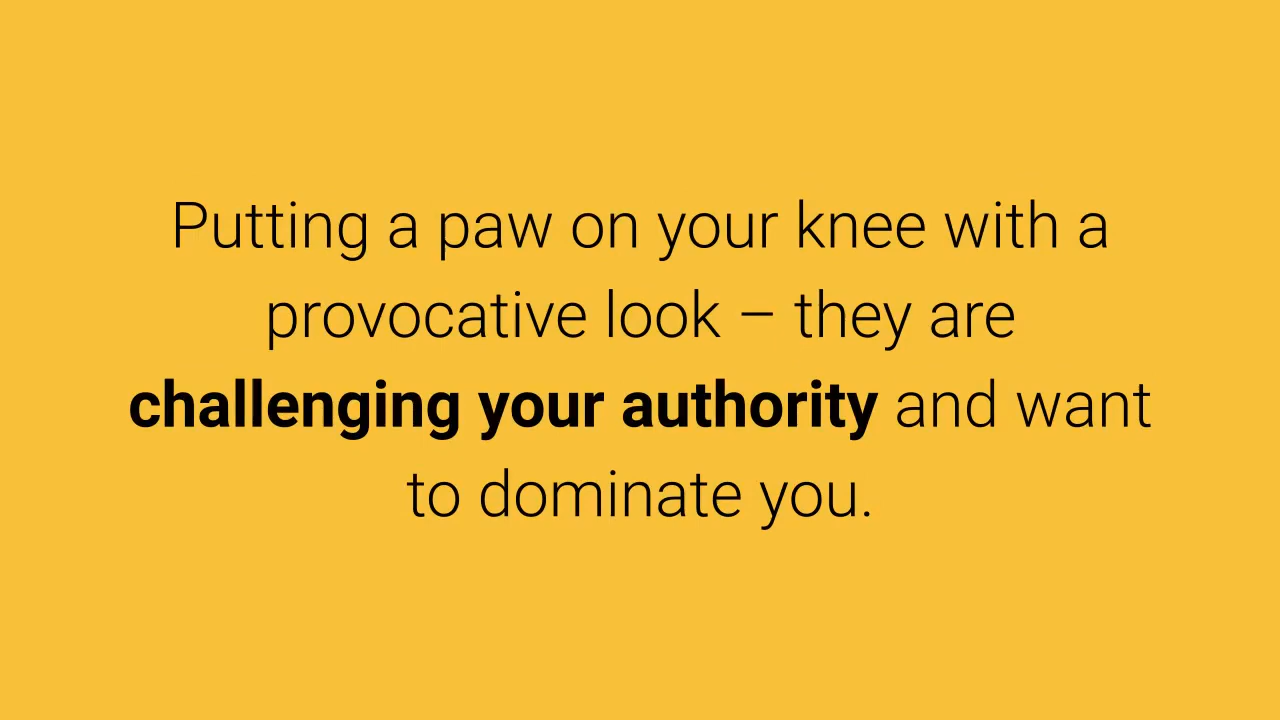 Putting a paw on your knee with a
provocative look – they are
challenging your authority and want
to dominate you.